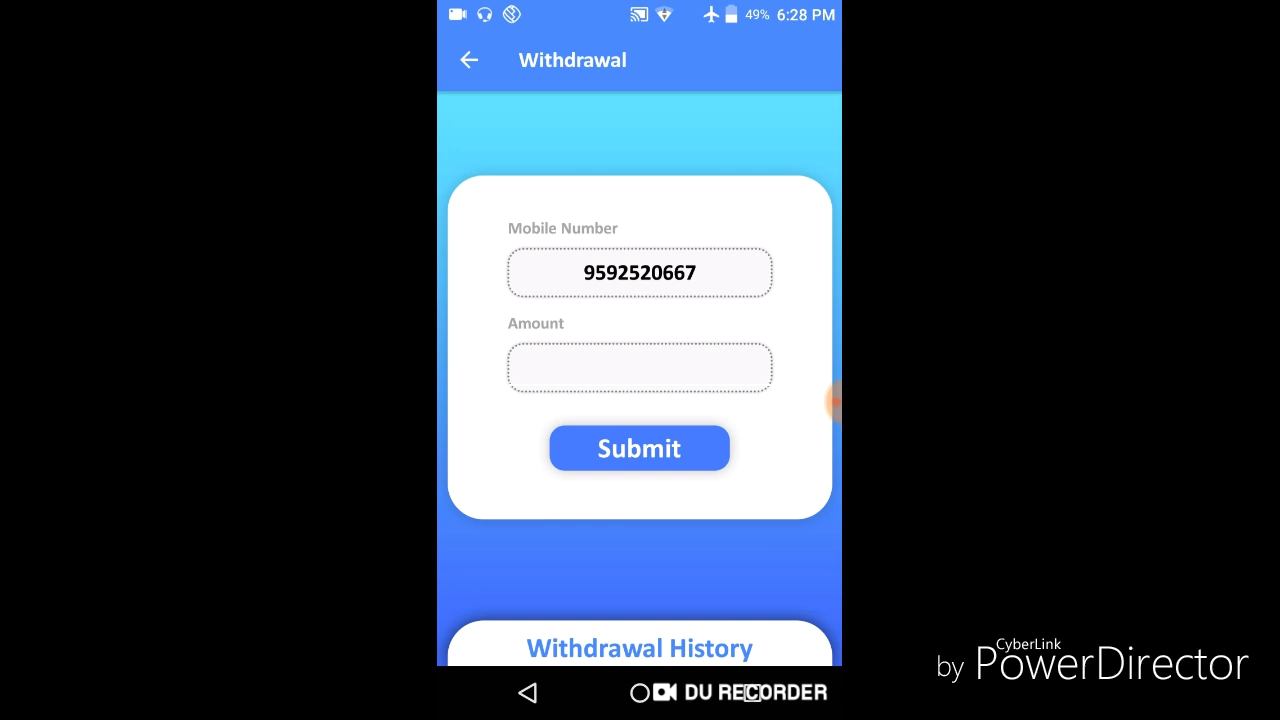 49% 6:28 PM
Withdrawal
Mobile Number
9592520667
Amount
Submit
Withdrawal History
DU RECORDER
CyberLink
by PowerDirector